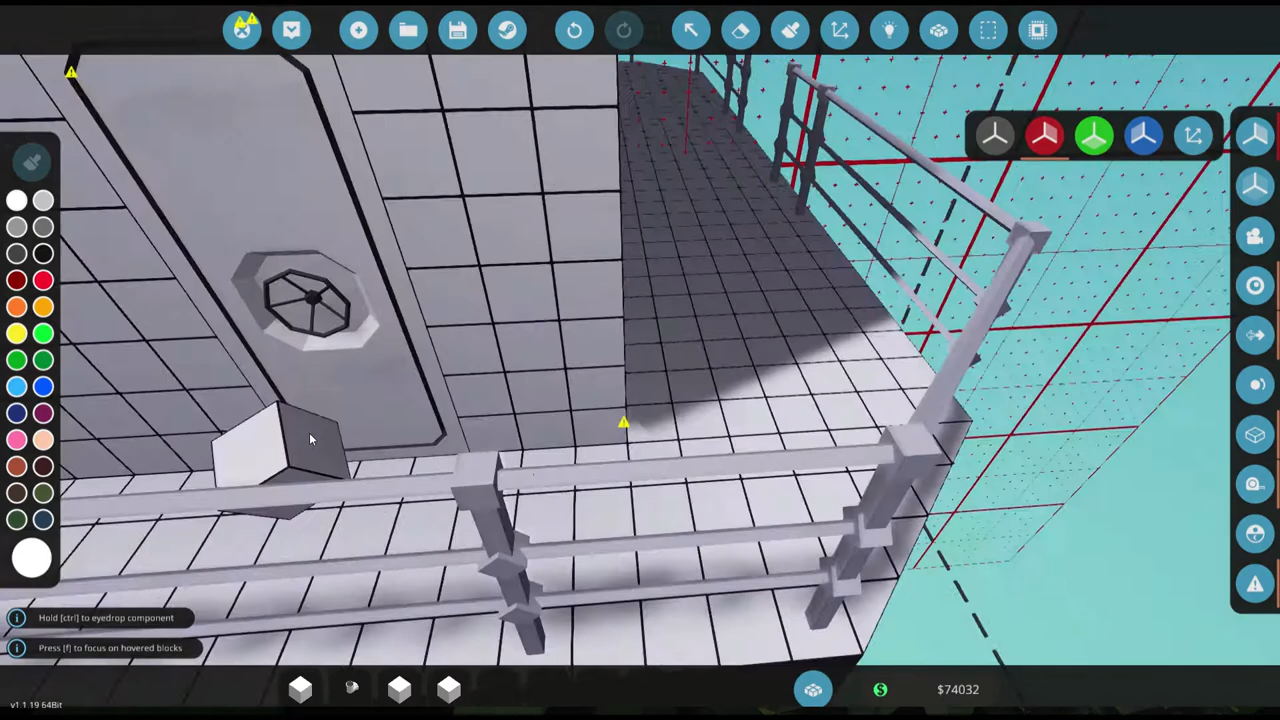 Hold [ctrl] to eyedrop component
Press [f] to focus on hovered blocks
$74032
v1.1.19 64Bit